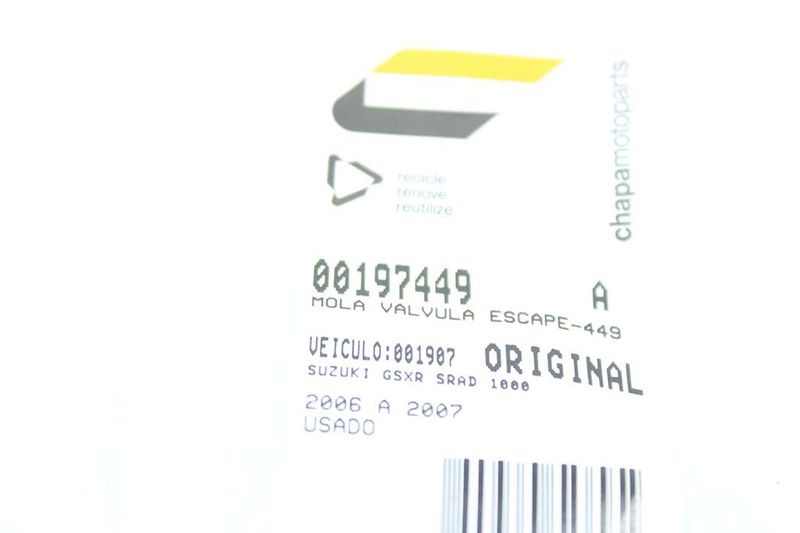 recicle
renove
reutilize
chapamotoparts
00197449 A
MOLA VALVULA ESCAPE-449
VEICULO:001907 ORIGINAL
SUZUKI GSXR SRAD 1000
2006 A 2007
USADO